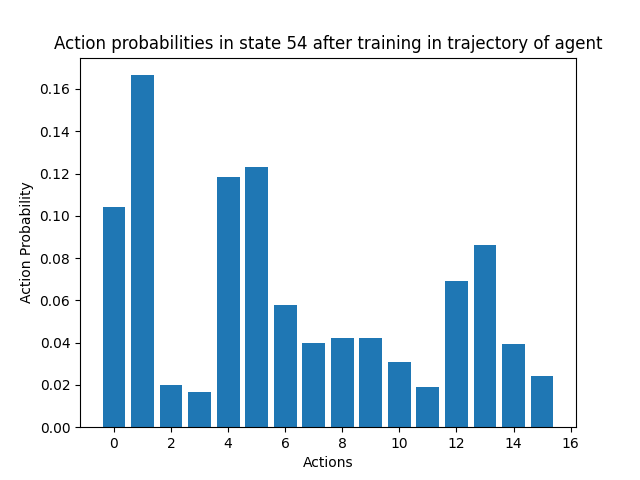 Action probabilities in state 54 after training in trajectory of agent
0.16
0.14
0.12
0.10
0.08
0.06
0.04
0.02
0.00
Action Probability
0 2 4 6 8 10 12 14 16
Actions